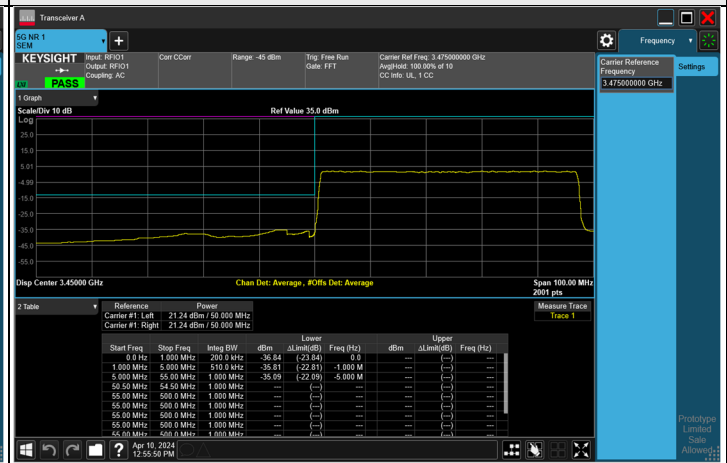 Transceiver A
5G NR 1
SEM
Frequency
KEYSIGHT
Input: RFIO1
Output: RFIO1
Coupling: AC
Corr CCorr
Range: -45 dBm
Trig: Free Run
Gate: FFT
Carrier Ref Freq: 3.475000000 GHz
Avg|Hold: 100.00% of 10
CC Info: UL, 1 CC
PASS
Carrier Reference
Frequency
3.475000000 GHz
Settings
1 Graph
Scale/Div 10 dB
Ref Value 35.0 dBm
Log
25.0
15.0
5.01
-4.99
-15.0
-25.0
-35.0
-45.0
-55.0
Disp Center 3.45000 GHz
Chan Det: Average , #Offs Det: Average
Span 100.00 MHz
2001 pts
2 Table
Reference Power
Carrier #1: Left 21.24 dBm / 50.000 MHz
Carrier #1: Right 21.24 dBm / 50.000 MHz
Measure Trace
Trace 1
Lower Upper
Start Freq Stop Freq Integ BW dBm ΔLimit(dB) Freq (Hz) dBm ΔLimit(dB) Freq (Hz)
0.0 Hz 1.000 MHz 200.0 kHz -36.84 (-23.84) 0.0 --- (---) ---
1.000 MHz 5.000 MHz 510.0 kHz -35.81 (-22.81) -1.000 M --- (---) ---
5.000 MHz 55.00 MHz 1.000 MHz -35.09 (-22.09) -5.000 M --- (---) ---
50.50 MHz 54.50 MHz 1.000 MHz --- (---) --- --- (---) ---
55.00 MHz 500.0 MHz 1.000 MHz --- (---) --- --- (---) ---
55.00 MHz 500.0 MHz 1.000 MHz --- (---) --- --- (---) ---
55.00 MHz 500.0 MHz 1.000 MHz --- (---) --- --- (---) ---
55.00 MHz 500.0 MHz 1.000 MHz --- (---) --- --- (---) ---
Apr 10, 2024
12:55:50 PM
Prototype
Limited
Sale
Allowed